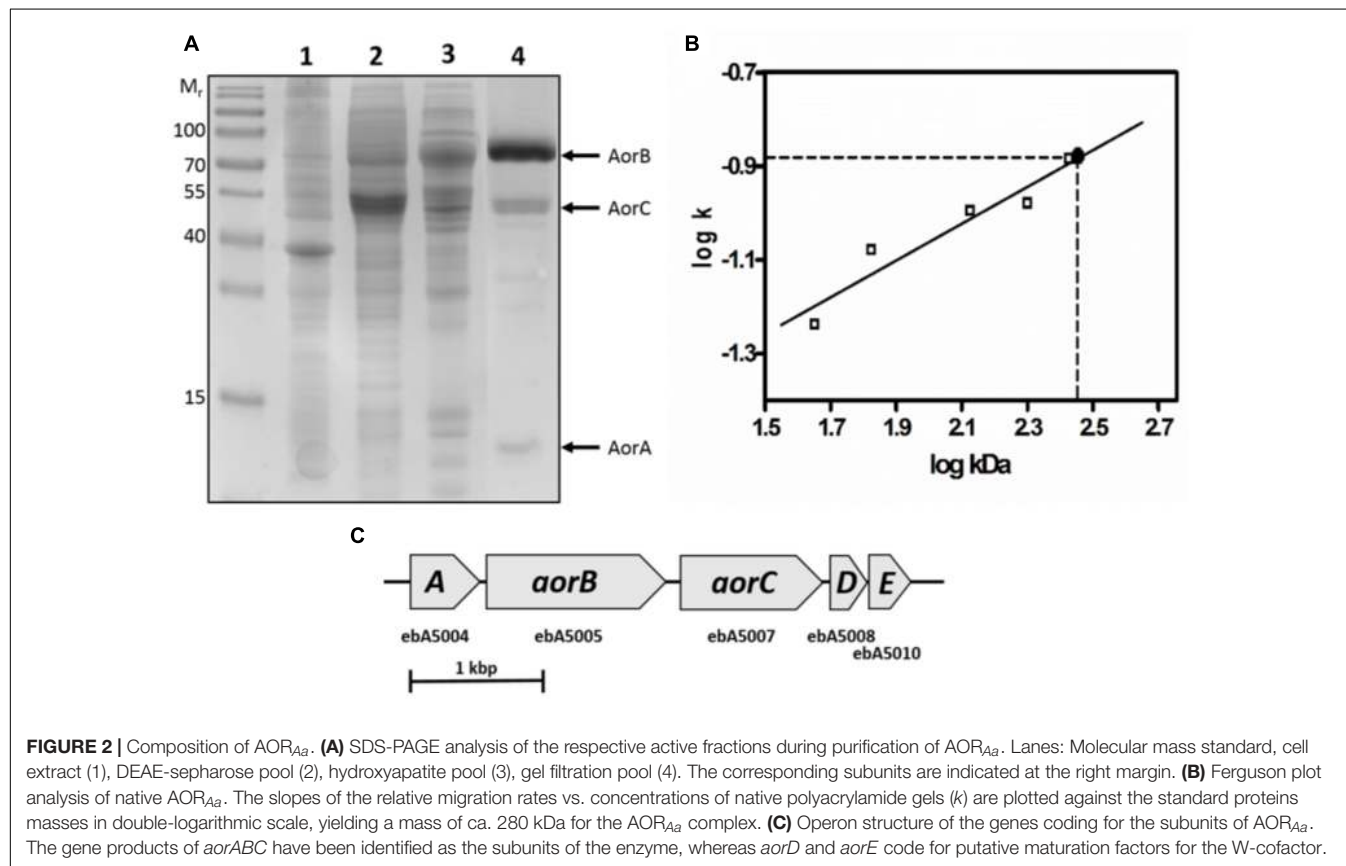 A
1 2 3 4
Mr
100
70
55
40
15
AorB
AorC
AorA
B
-0.7
-0.9
-1.1
-1.3
log k
1.5 1.7 1.9 2.1 2.3 2.5 2.7
log kDa
C
A aorB aorC D E
ebA5004 ebA5005 ebA5007 ebA5008
ebA5010
1 kbp
FIGURE 2 | Composition of AORAa. (A) SDS-PAGE analysis of the respective active fractions during purification of AORAa. Lanes: Molecular mass standard, cell
extract (1), DEAE-sepharose pool (2), hydroxyapatite pool (3), gel filtration pool (4). The corresponding subunits are indicated at the right margin. (B) Ferguson plot
analysis of native AORAa. The slopes of the relative migration rates vs. concentrations of native polyacrylamide gels (k) are plotted against the standard proteins
masses in double-logarithmic scale, yielding a mass of ca. 280 kDa for the AORAa complex. (C) Operon structure of the genes coding for the subunits of AORAa.
The gene products of aorABC have been identified as the subunits of the enzyme, whereas aorD and aorE code for putative maturation factors for the W-cofactor.